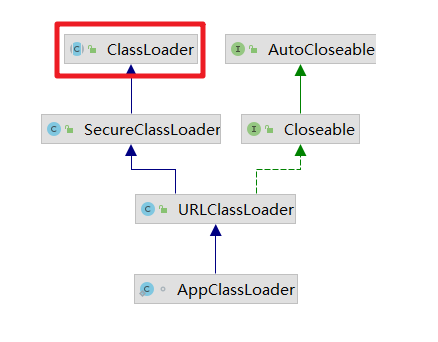 ClassLoader
AutoCloseable
SecureClassLoader
Closeable
URLClassLoader
AppClassLoader